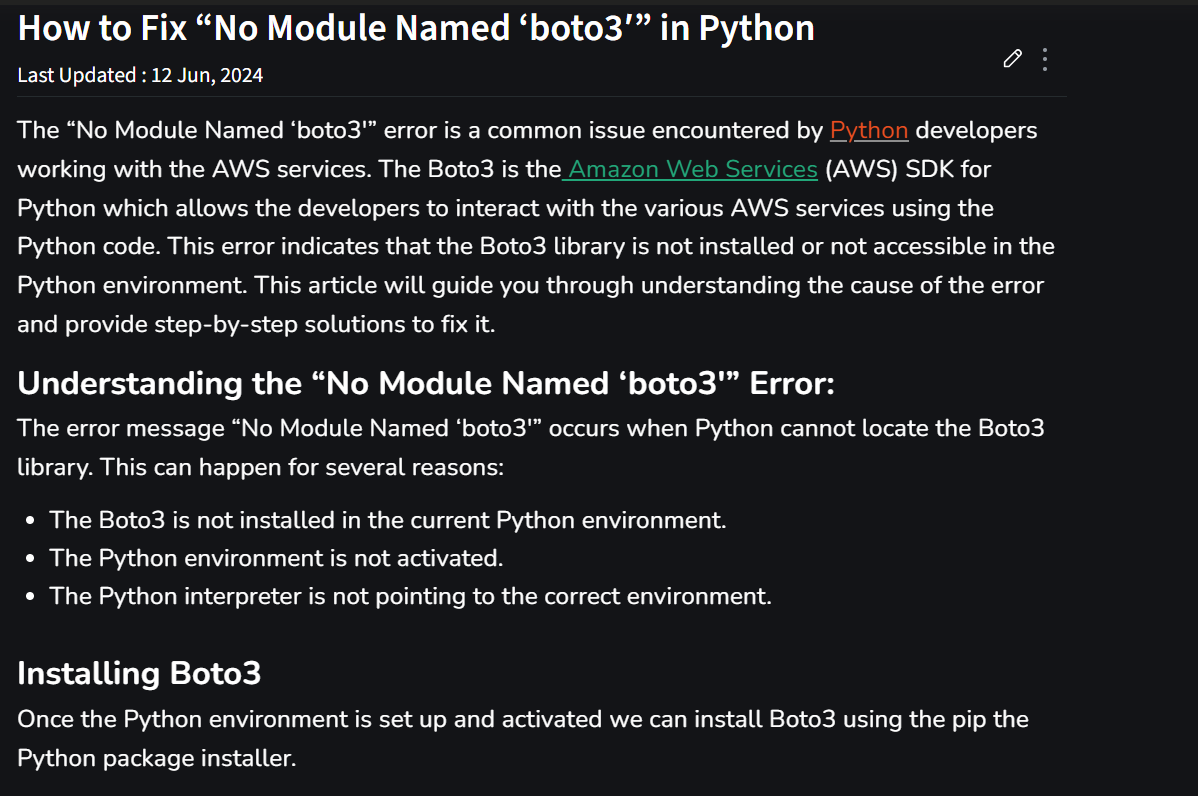 How to Fix “No Module Named ‘boto3′” in Python
Last Updated : 12 Jun, 2024
The “No Module Named ‘boto3'” error is a common issue encountered by Python developers
working with the AWS services. The Boto3 is the Amazon Web Services (AWS) SDK for
Python which allows the developers to interact with the various AWS services using the
Python code. This error indicates that the Boto3 library is not installed or not accessible in the
Python environment. This article will guide you through understanding the cause of the error
and provide step-by-step solutions to fix it.
Understanding the “No Module Named ‘boto3'” Error:
The error message “No Module Named ‘boto3'” occurs when Python cannot locate the Boto3
library. This can happen for several reasons:
• The Boto3 is not installed in the current Python environment.
• The Python environment is not activated.
• The Python interpreter is not pointing to the correct environment.
Installing Boto3
Once the Python environment is set up and activated we can install Boto3 using the pip the
Python package installer.